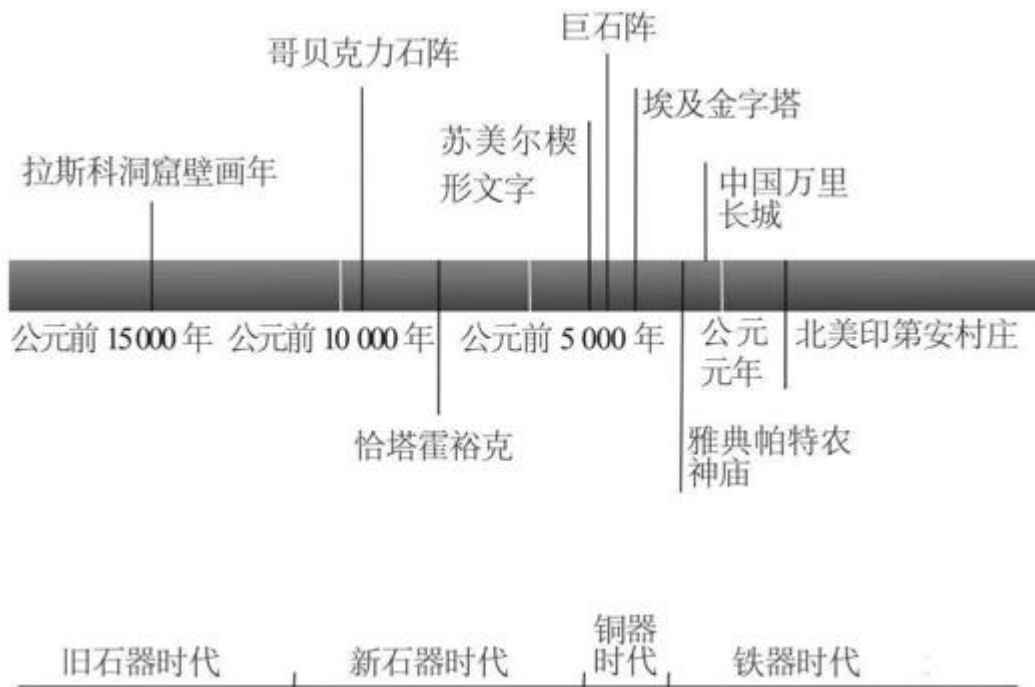 巨石阵
哥贝克力石阵
埃及金字塔
苏美尔楔
形文字
拉斯科洞窟壁画年
中国万里
长城
公元前 15 000 年 公元前 10 000 年 公元前 5 000 年 公元
元年
北美印第安村庄
恰塔霍裕克
雅典帕特农
神庙
旧石器时代 新石器时代 铜器
时代
铁器时代